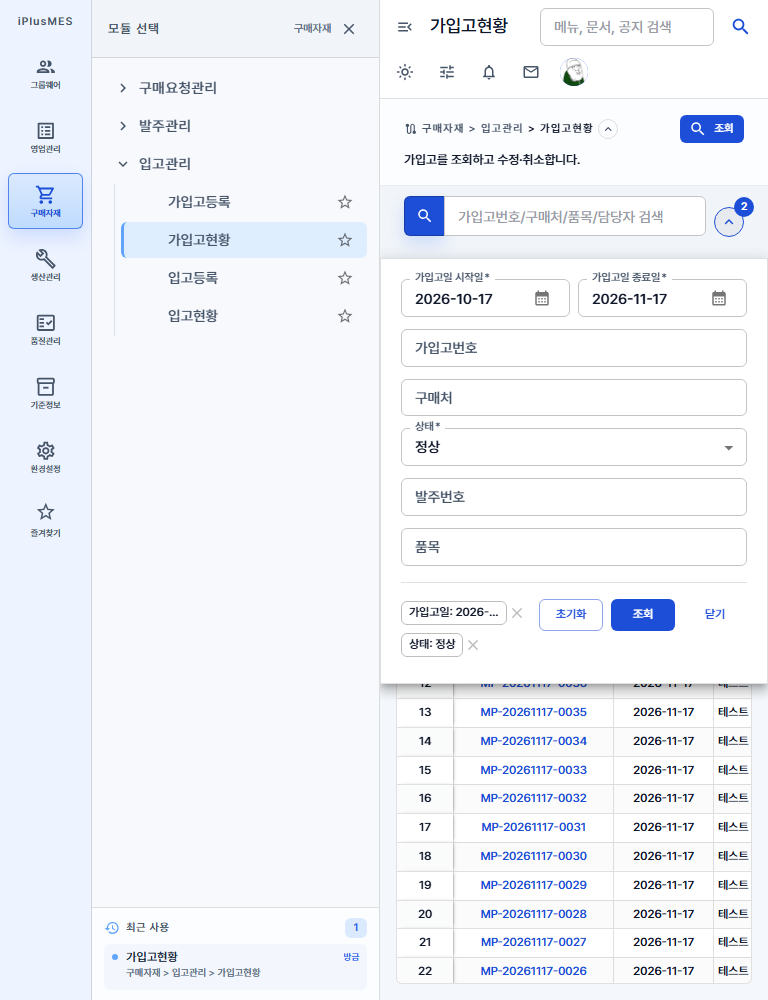 iPlusMES
그룹웨어
영업관리
구매자재
생산관리
품질관리
기준정보
환경설정
즐겨찾기
모듈 선택
구매자재
구매요청관리
발주관리
입고관리
가입고등록
가입고현황
입고등록
입고현황
최근 사용
1
가입고현황
방금
구매자재 > 입고관리 > 가입고현황
가입고현황
메뉴, 문서, 공지 검색
구매자재 > 입고관리 > 가입고현황
조회
가입고를 조회하고 수정·취소합니다.
가입고번호/구매처/품목/담당자 검색
2
가입고일 시작일*
2026-10-17
가입고일 종료일*
2026-11-17
가입고번호
구매처
상태*
정상
발주번호
품목
가입고일: 2026-...
초기화
조회
닫기
상태: 정상
13 MP-20261117-0035 2026-11-17 테스트
14 MP-20261117-0034 2026-11-17 테스트
15 MP-20261117-0033 2026-11-17 테스트
16 MP-20261117-0032 2026-11-17 테스트
17 MP-20261117-0031 2026-11-17 테스트
18 MP-20261117-0030 2026-11-17 테스트
19 MP-20261117-0029 2026-11-17 테스트
20 MP-20261117-0028 2026-11-17 테스트
21 MP-20261117-0027 2026-11-17 테스트
22 MP-20261117-0026 2026-11-17 테스트